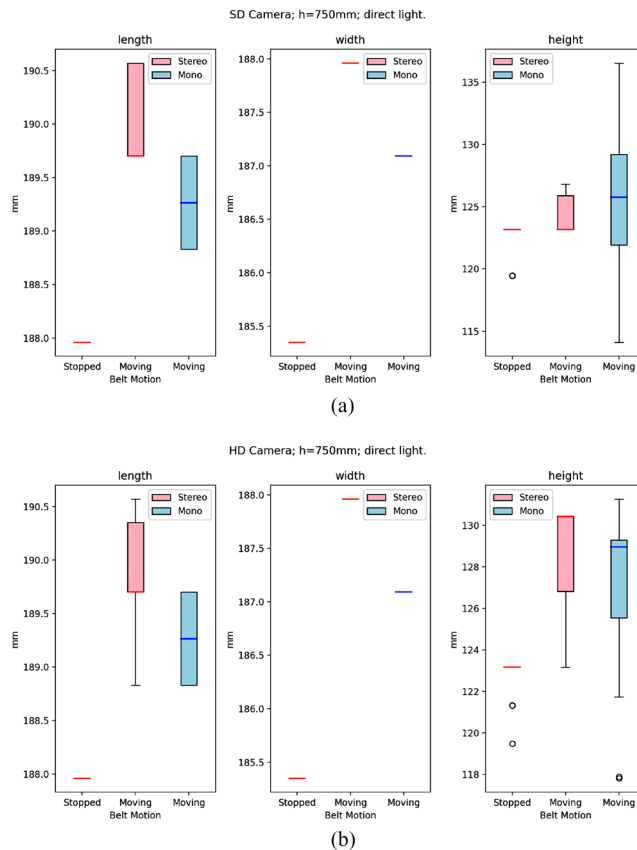 SD Camera; h=750mm; direct light.
length
width
height
Stereo
Mono
Stereo
Mono
Stereo
Mono
190.5
190.0
189.5
189.0
188.5
188.0
mm
188.0
187.5
187.0
186.5
186.0
185.5
mm
135
130
125
120
115
mm
Stopped Moving Moving
Belt Motion
Stopped Moving Moving
Belt Motion
Stopped Moving Moving
Belt Motion
(a)
HD Camera; h=750mm; direct light.
length
width
height
Stereo
Mono
Stereo
Mono
Stereo
Mono
190.5
190.0
189.5
189.0
188.5
188.0
mm
188.0
187.5
187.0
186.5
186.0
185.5
mm
130
128
126
124
122
120
118
mm
Stopped Moving Moving
Belt Motion
Stopped Moving Moving
Belt Motion
Stopped Moving Moving
Belt Motion
(b)